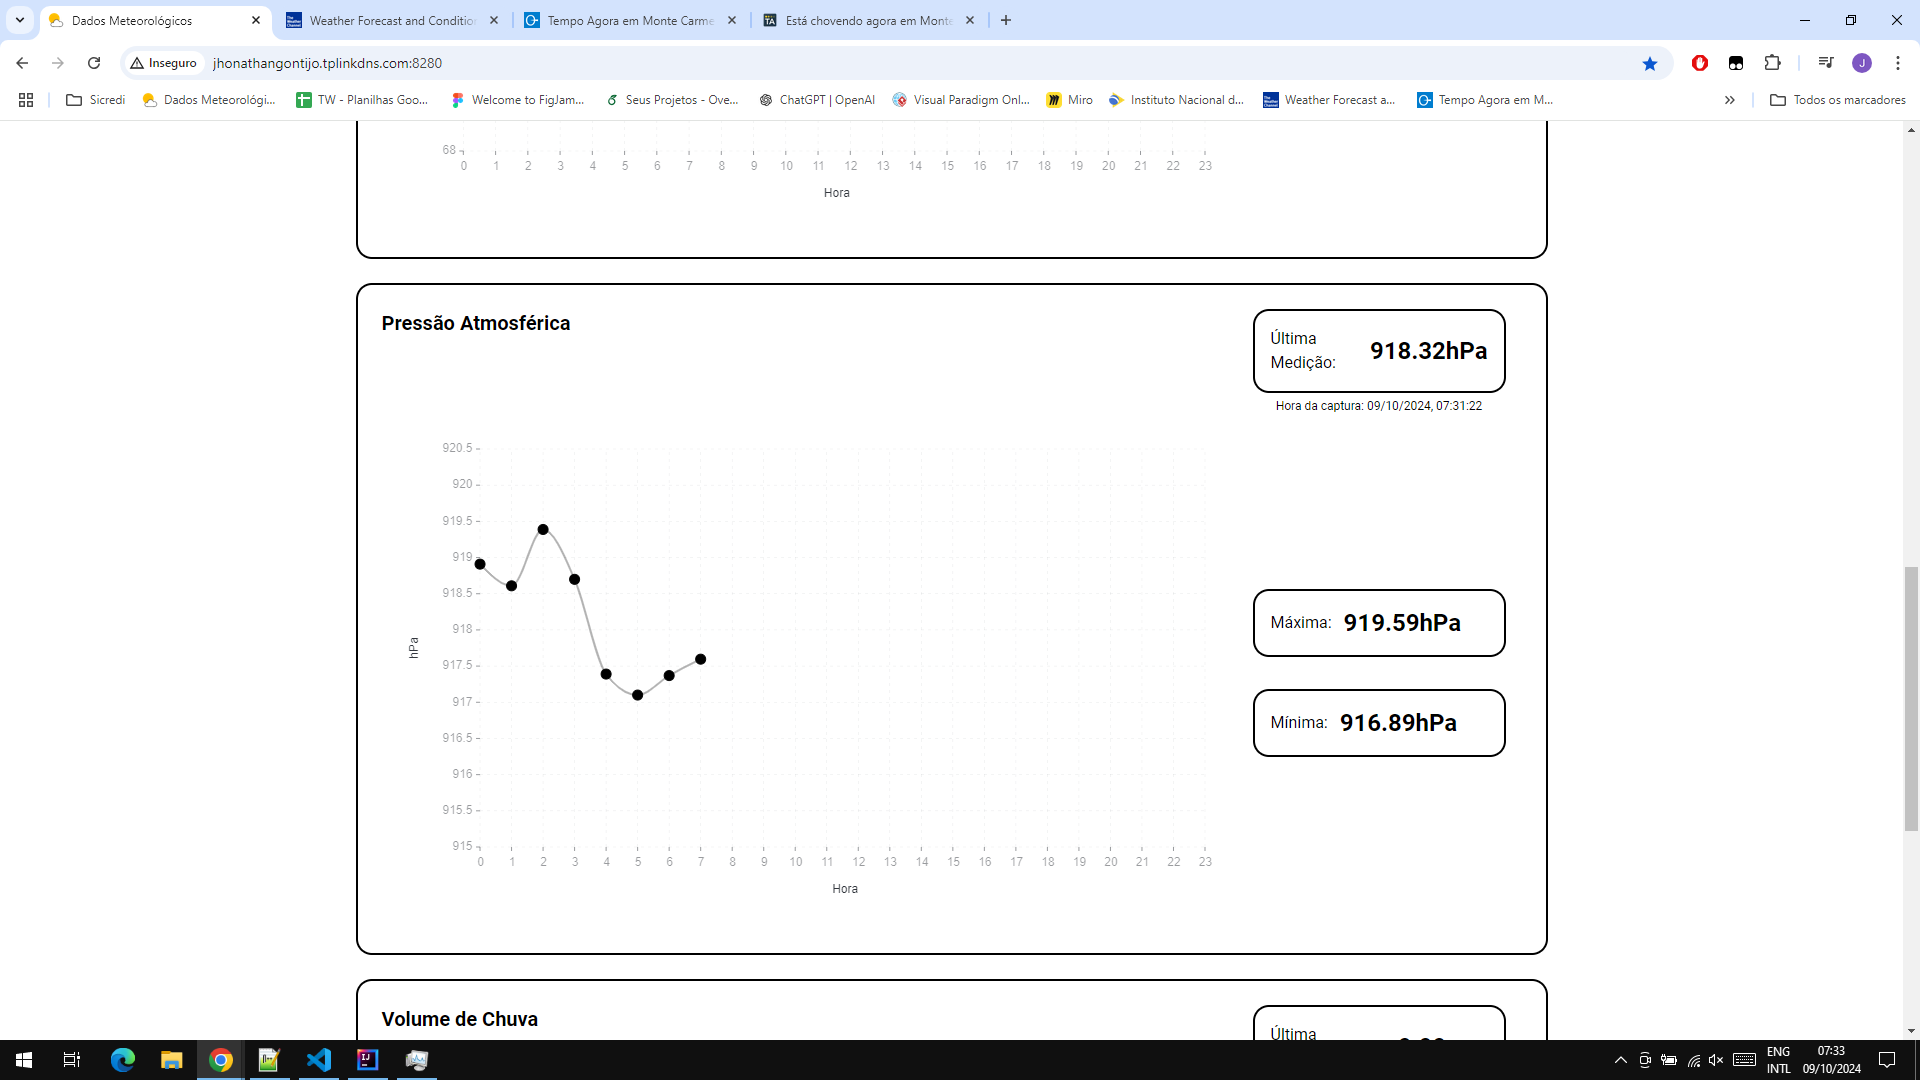 Dados Meteorológicos
Weather Forecast and Conditio
Tempo Agora em Monte Carme
Está chovendo agora em Monte
Inseguro
jhonathangontijo.tplinkdns.com:8280
J
Sicredi
Dados Meteorológi...
TW - Planilhas Goo...
Welcome to FigJam...
Seus Projetos - Ove...
ChatGPT | OpenAI
Visual Paradigm Onl...
Miro
Instituto Nacional d...
Weather Forecast a...
Tempo Agora em M...
Todos os marcadores
68
0 1 2 3 4 5 6 7 8 9 10 11 12 13 14 15 16 17 18 19 20 21 22 23
Hora
Pressão Atmosférica
Última
Medição:
918.32hPa
Hora da captura: 09/10/2024, 07:31:22
920.5
920
919.5
919
918.5
918
917.5
917
916.5
916
915.5
915
hPa
0 1 2 3 4 5 6 7 8 9 10 11 12 13 14 15 16 17 18 19 20 21 22 23
Hora
Máxima: 919.59hPa
Mínima: 916.89hPa
Volume de Chuva
Última
ENG
INTL
07:33
09/10/2024